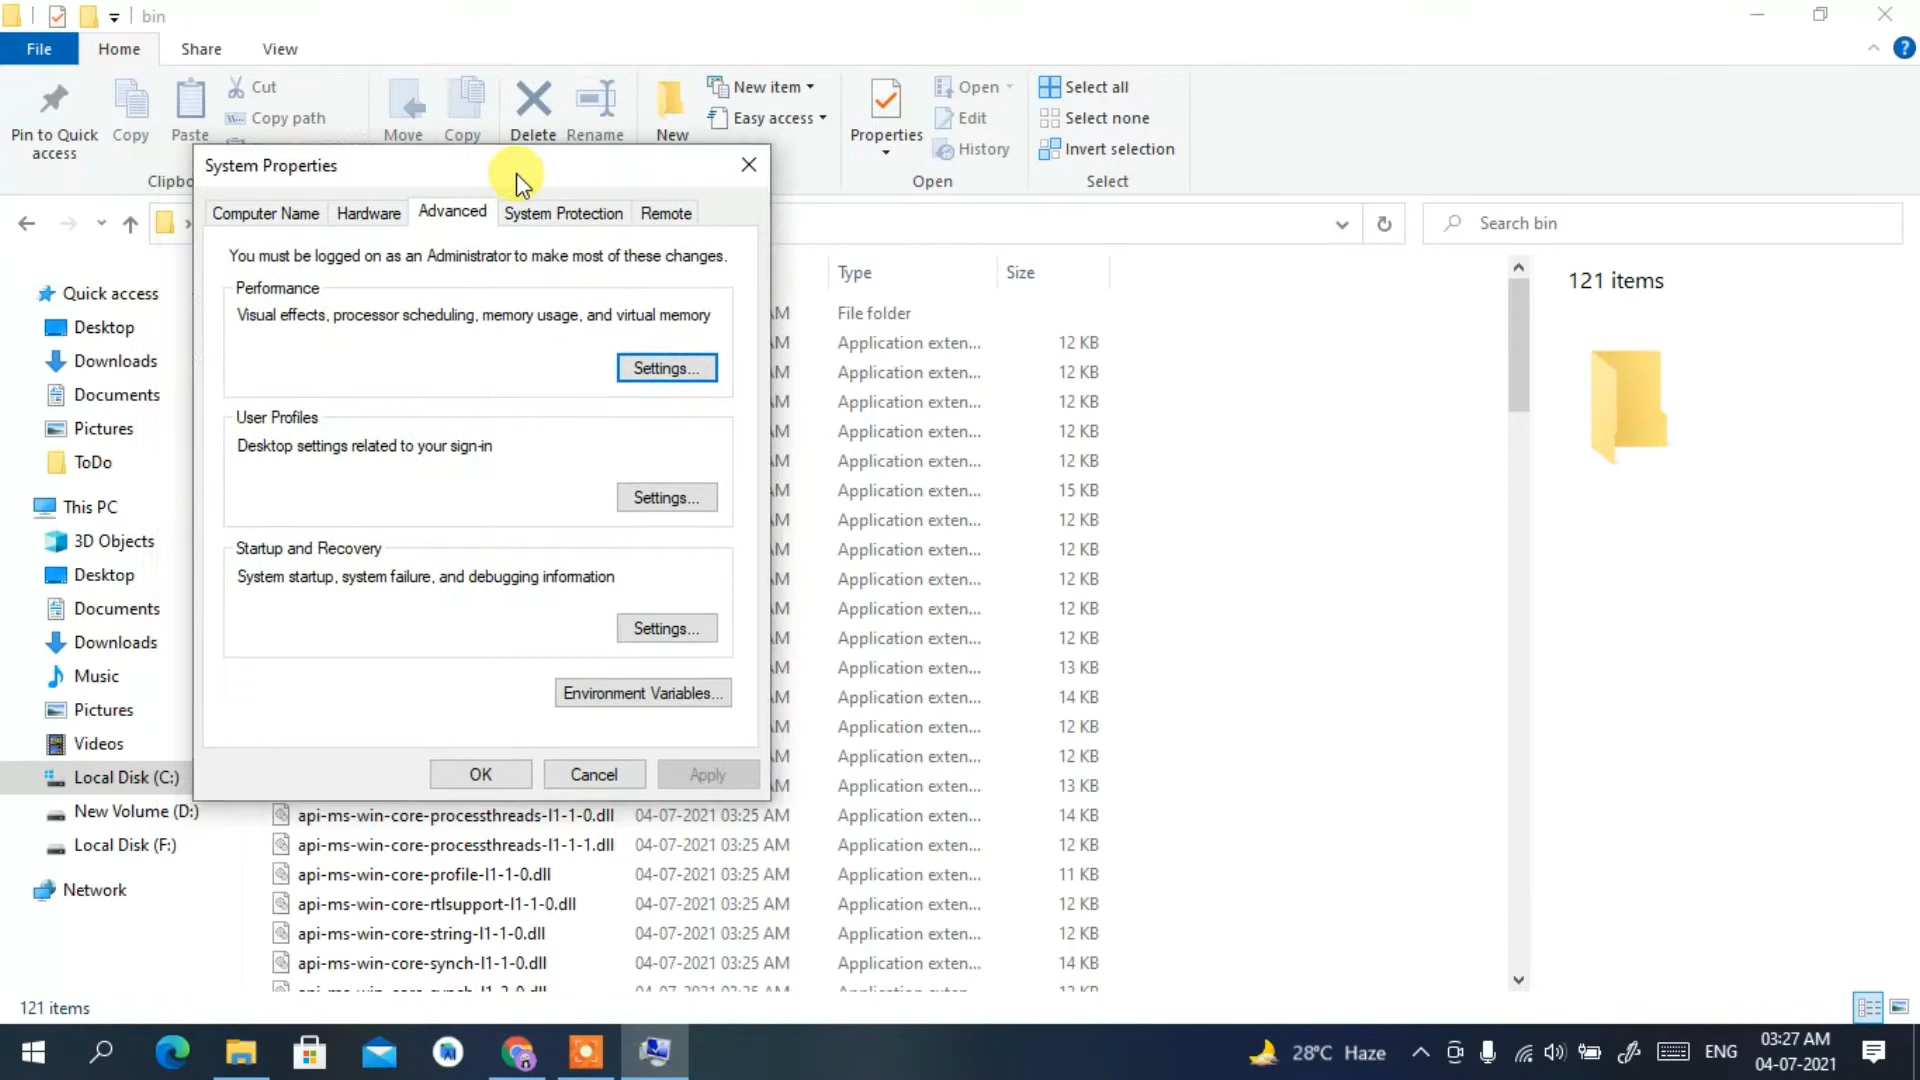 bin
File
Home
Share
View
Pin to Quick
access
Copy
Paste
Cut
Copy path
Move
Copy
Delete
Rename
New
New item
Easy access
Properties
Open
Edit
History
Select all
Select none
Invert selection
Open
Select
System Properties
Computer Name
Hardware
Advanced
System Protection
Remote
You must be logged on as an Administrator to make most of these changes.
Performance
Visual effects, processor scheduling, memory usage, and virtual memory
Settings...
User Profiles
Desktop settings related to your sign-in
Settings...
Startup and Recovery
System startup, system failure, and debugging information
Settings...
Environment Variables...
OK
Cancel
Apply
Search bin
Quick access
Desktop
Downloads
Documents
Pictures
ToDo
This PC
3D Objects
Desktop
Documents
Downloads
Music
Pictures
Videos
Local Disk (C:)
New Volume (D:)
Local Disk (F:)
Network
Type Size
File folder
Application exten... 12 KB
Application exten... 12 KB
Application exten... 12 KB
Application exten... 12 KB
Application exten... 12 KB
Application exten... 15 KB
Application exten... 12 KB
Application exten... 12 KB
Application exten... 12 KB
Application exten... 12 KB
Application exten... 12 KB
Application exten... 13 KB
Application exten... 14 KB
Application exten... 12 KB
Application exten... 12 KB
Application exten... 13 KB
api-ms-win-core-processthreads-l1-1-0.dll 04-07-2021 03:25 AM Application exten... 14 KB
api-ms-win-core-processthreads-l1-1-1.dll 04-07-2021 03:25 AM Application exten... 12 KB
api-ms-win-core-profile-l1-1-0.dll 04-07-2021 03:25 AM Application exten... 11 KB
api-ms-win-core-rtlsupport-l1-1-0.dll 04-07-2021 03:25 AM Application exten... 12 KB
api-ms-win-core-string-l1-1-0.dll 04-07-2021 03:25 AM Application exten... 12 KB
api-ms-win-core-synch-l1-1-0.dll 04-07-2021 03:25 AM Application exten... 14 KB
121 items
121 items
28°C Haze
ENG
03:27 AM
04-07-2021